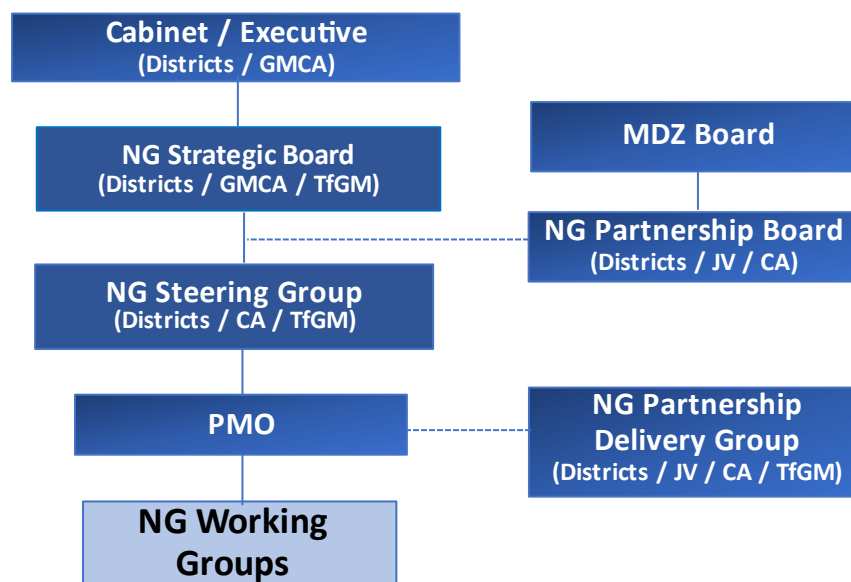 Cabinet / Executive
(Districts / GMCA)
NG Strategic Board
(Districts / GMCA / TfGM)
MDZ Board
NG Partnership Board
(Districts / JV / CA)
NG Steering Group
(Districts / CA / TfGM)
PMO
NG Partnership
Delivery Group
(Districts / JV / CA / TfGM)
NG Working
Groups